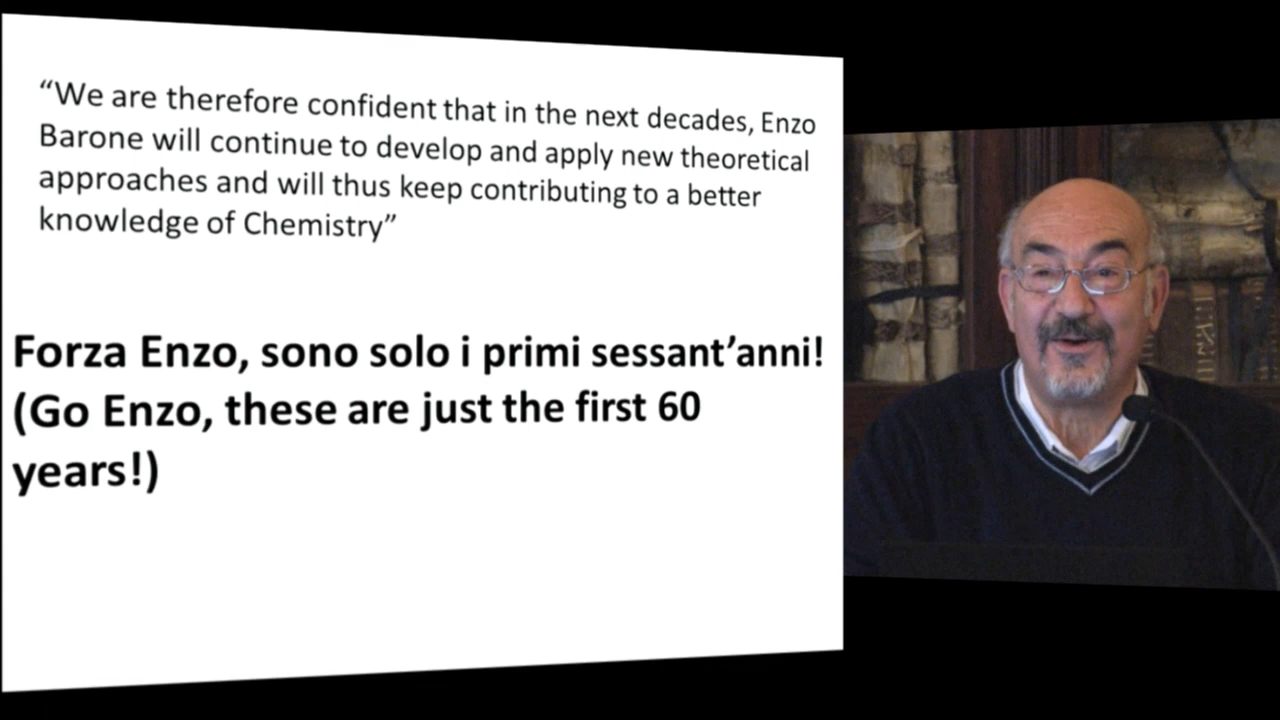 “We are therefore confident that in the next decades, Enzo
Barone will continue to develop and apply new theoretical
approaches and will thus keep contributing to a better
knowledge of Chemistry”
Forza Enzo, sono solo i primi sessant’anni!
(Go Enzo, these are just the first 60
years!)